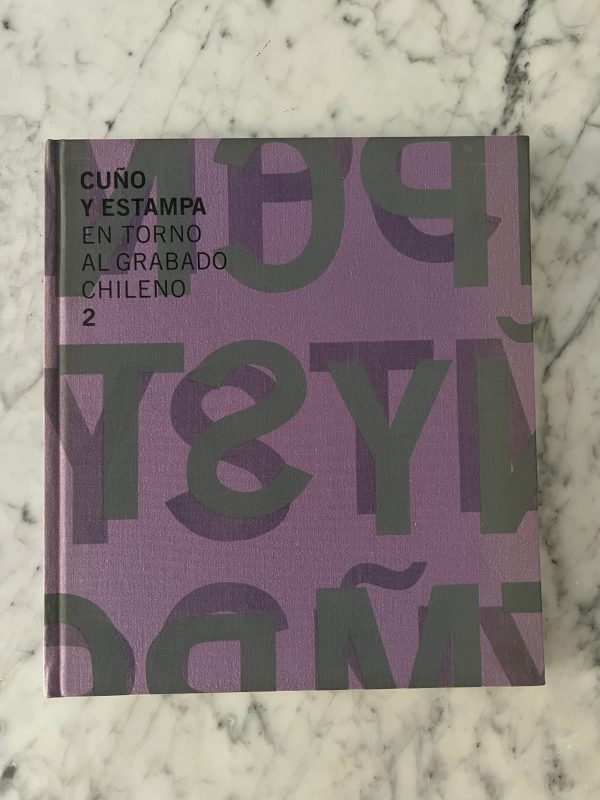 CUÑO
Y ESTAMPA
EN TORNO
AL GRABADO
CHILENO
2